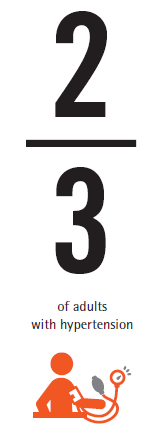 2
3
of adults
with hypertension